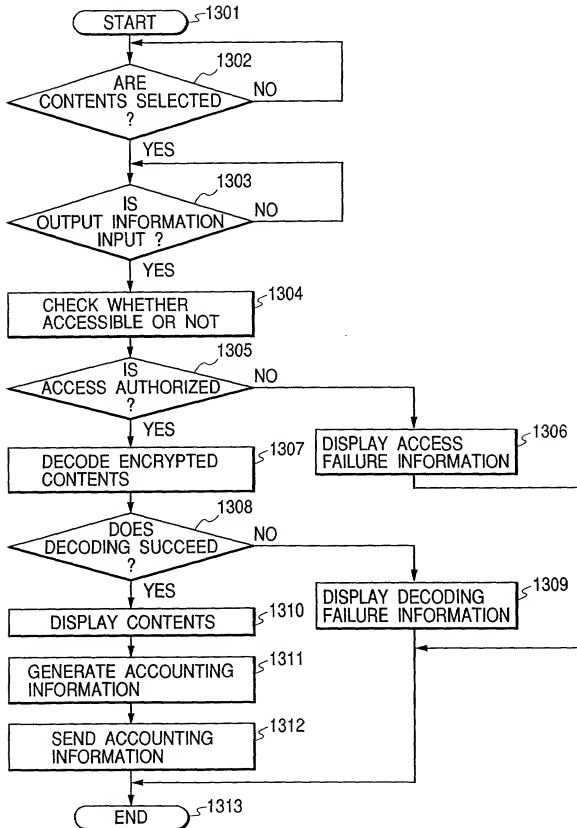 START
1301
1302
ARE
CONTENTS SELECTED
?
NO
YES
1303
IS
OUTPUT INFORMATION
INPUT ?
NO
YES
1304
CHECK WHETHER
ACCESSIBLE OR NOT
1305
IS
ACCESS AUTHORIZED
?
NO
YES
1306
DISPLAY ACCESS
FAILURE INFORMATION
1307
DECODE ENCRYPTED
CONTENTS
1308
DOES
DECODING SUCCEED
?
NO
YES
1309
DISPLAY DECODING
FAILURE INFORMATION
1310
DISPLAY CONTENTS
1311
GENERATE ACCOUNTING
INFORMATION
1312
SEND ACCOUNTING
INFORMATION
END
1313